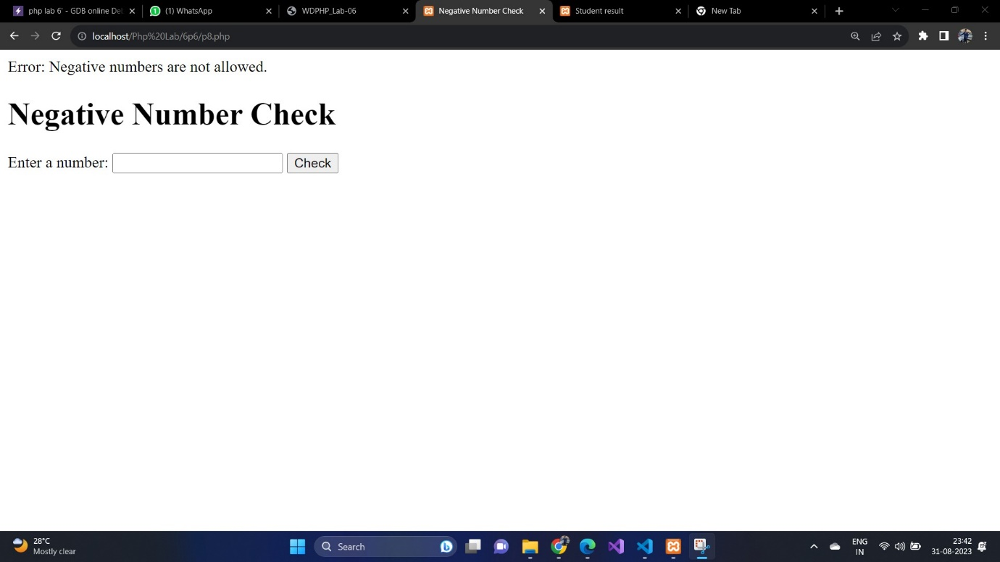 php lab 6' - GDB online De
(1) WhatsApp
WDPHP_Lab-06
Negative Number Check
Student result
New Tab
localhost/Php%20Lab/6p6/p8.php
Error: Negative numbers are not allowed.
Negative Number Check
Enter a number: Check
28°C
Mostly clear
Search
ENG
IN
23:42
31-08-2023